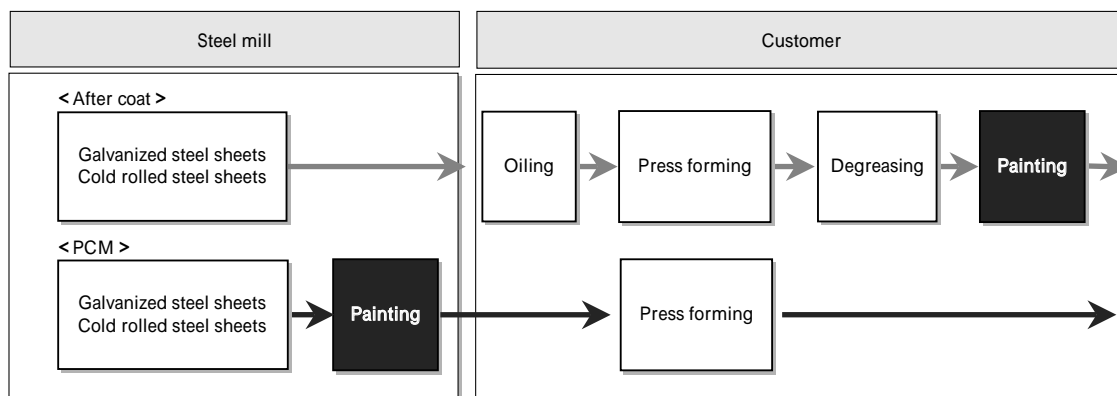 Steel mill
Customer
< After coat >
Galvanized steel sheets
Cold rolled steel sheets
Oiling
Press forming
Degreasing
Painting
< PCM >
Galvanized steel sheets
Cold rolled steel sheets
Painting
Press forming